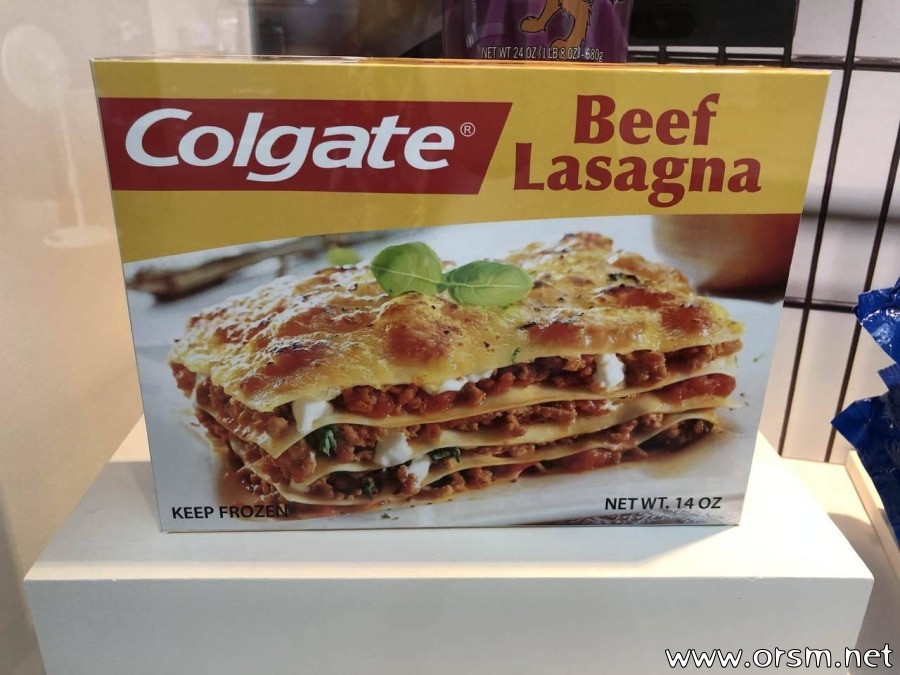 NET WT 24 OZ (1 LB 8 OZ) - 680g
Colgate®
Beef
Lasagna
KEEP FROZEN
NET WT. 14 OZ
www.orsm.net